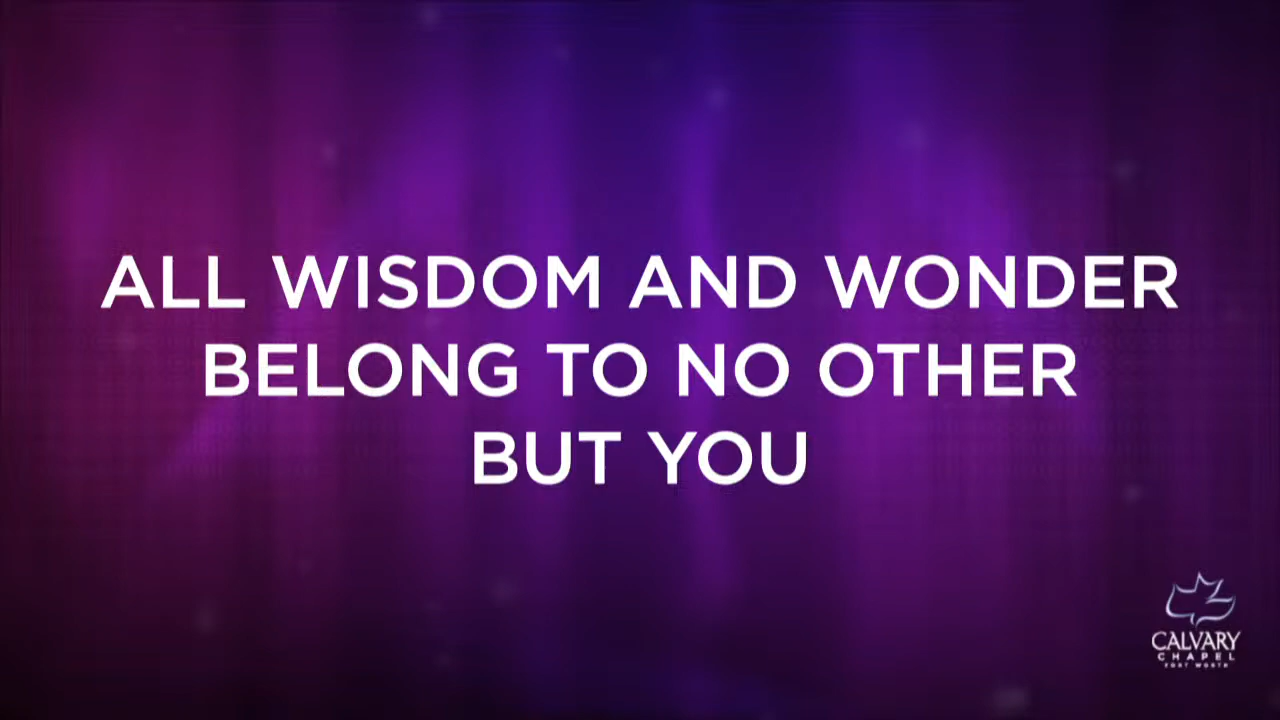 ALL WISDOM AND WONDER
BELONG TO NO OTHER
BUT YOU
CALVARY
CHAPEL
FORT WORTH